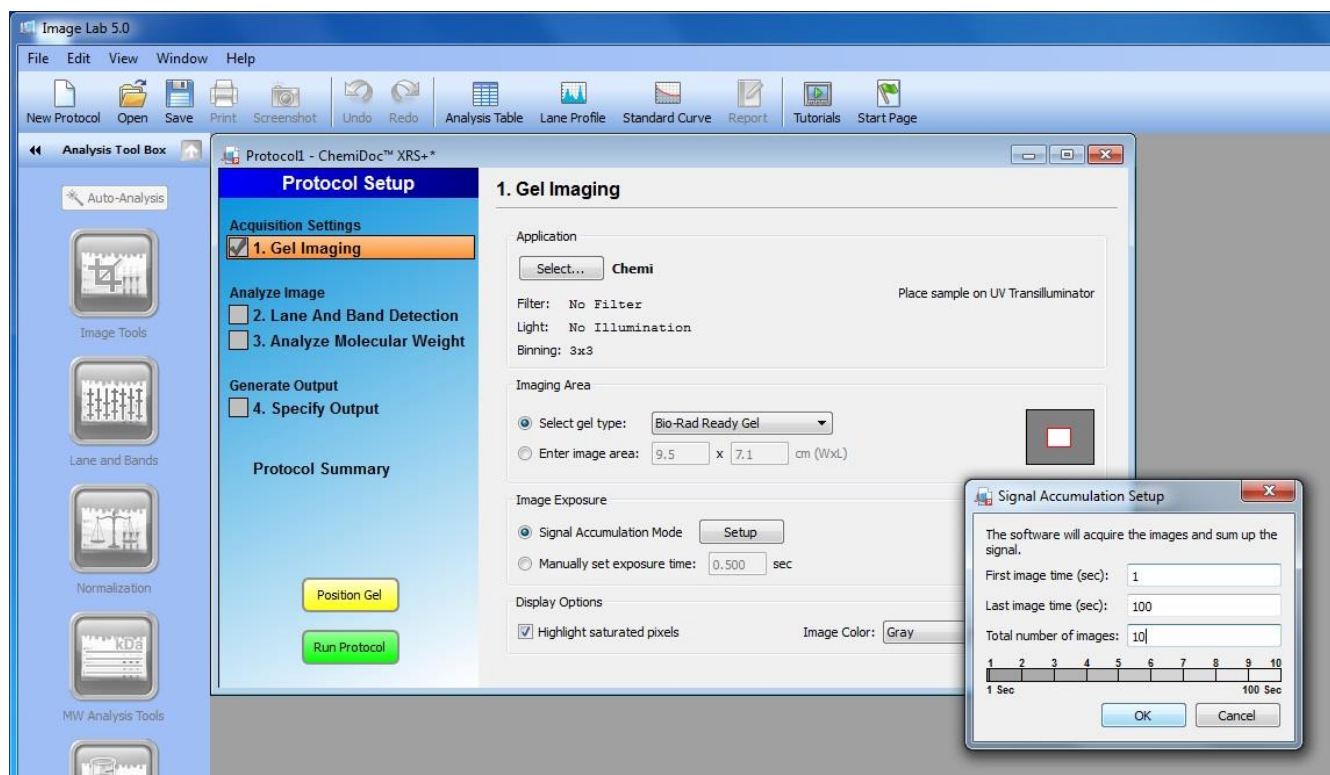 Image Lab 5.0
File Edit View Window Help
New Protocol Open Save Print Screenshot Undo Redo Analysis Table Lane Profile Standard Curve Report Tutorials Start Page
Analysis Tool Box
Auto-Analysis
Image Tools
Lane and Bands
Normalization
kDa
MW Analysis Tools
Protocol1 - ChemiDoc™ XRS+*
Protocol Setup
Acquisition Settings
1. Gel Imaging
Analyze Image
2. Lane And Band Detection
3. Analyze Molecular Weight
Generate Output
4. Specify Output
Protocol Summary
Position Gel
Run Protocol
1. Gel Imaging
Application
Select... Chemi
Filter: No Filter
Light: No Illumination
Binning: 3x3
Place sample on UV Transilluminator
Imaging Area
Select gel type: Bio-Rad Ready Gel
Enter image area: 9.5 x 7.1 cm (WxL)
Image Exposure
Signal Accumulation Mode Setup
Manually set exposure time: 0.500 sec
Display Options
Highlight saturated pixels Image Color: Gray
Signal Accumulation Setup
The software will acquire the images and sum up the
signal.
First image time (sec): 1
Last image time (sec): 100
Total number of images: 10
1 2 3 4 5 6 7 8 9 10
1 Sec 100 Sec
OK Cancel